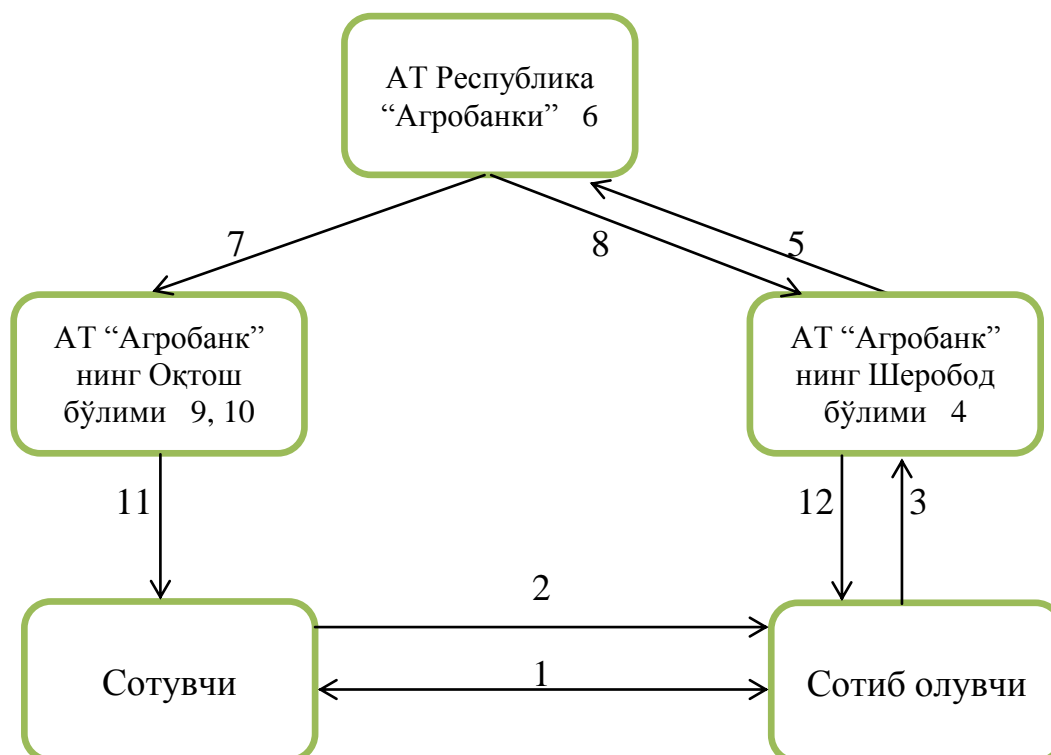 АТ Республика
“Агробанки” 6
7
8
5
АТ “Агробанк”
нинг Оқтош
бўлими 9, 10
АТ “Агробанк”
нинг Шеробод
бўлими 4
11
12
3
2
1
Сотувчи
Сотиб олувчи